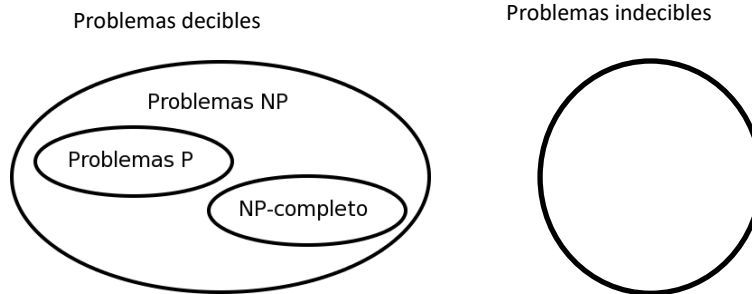 Problemas decibles
Problemas indecibles
Problemas NP
Problemas P
NP-completo